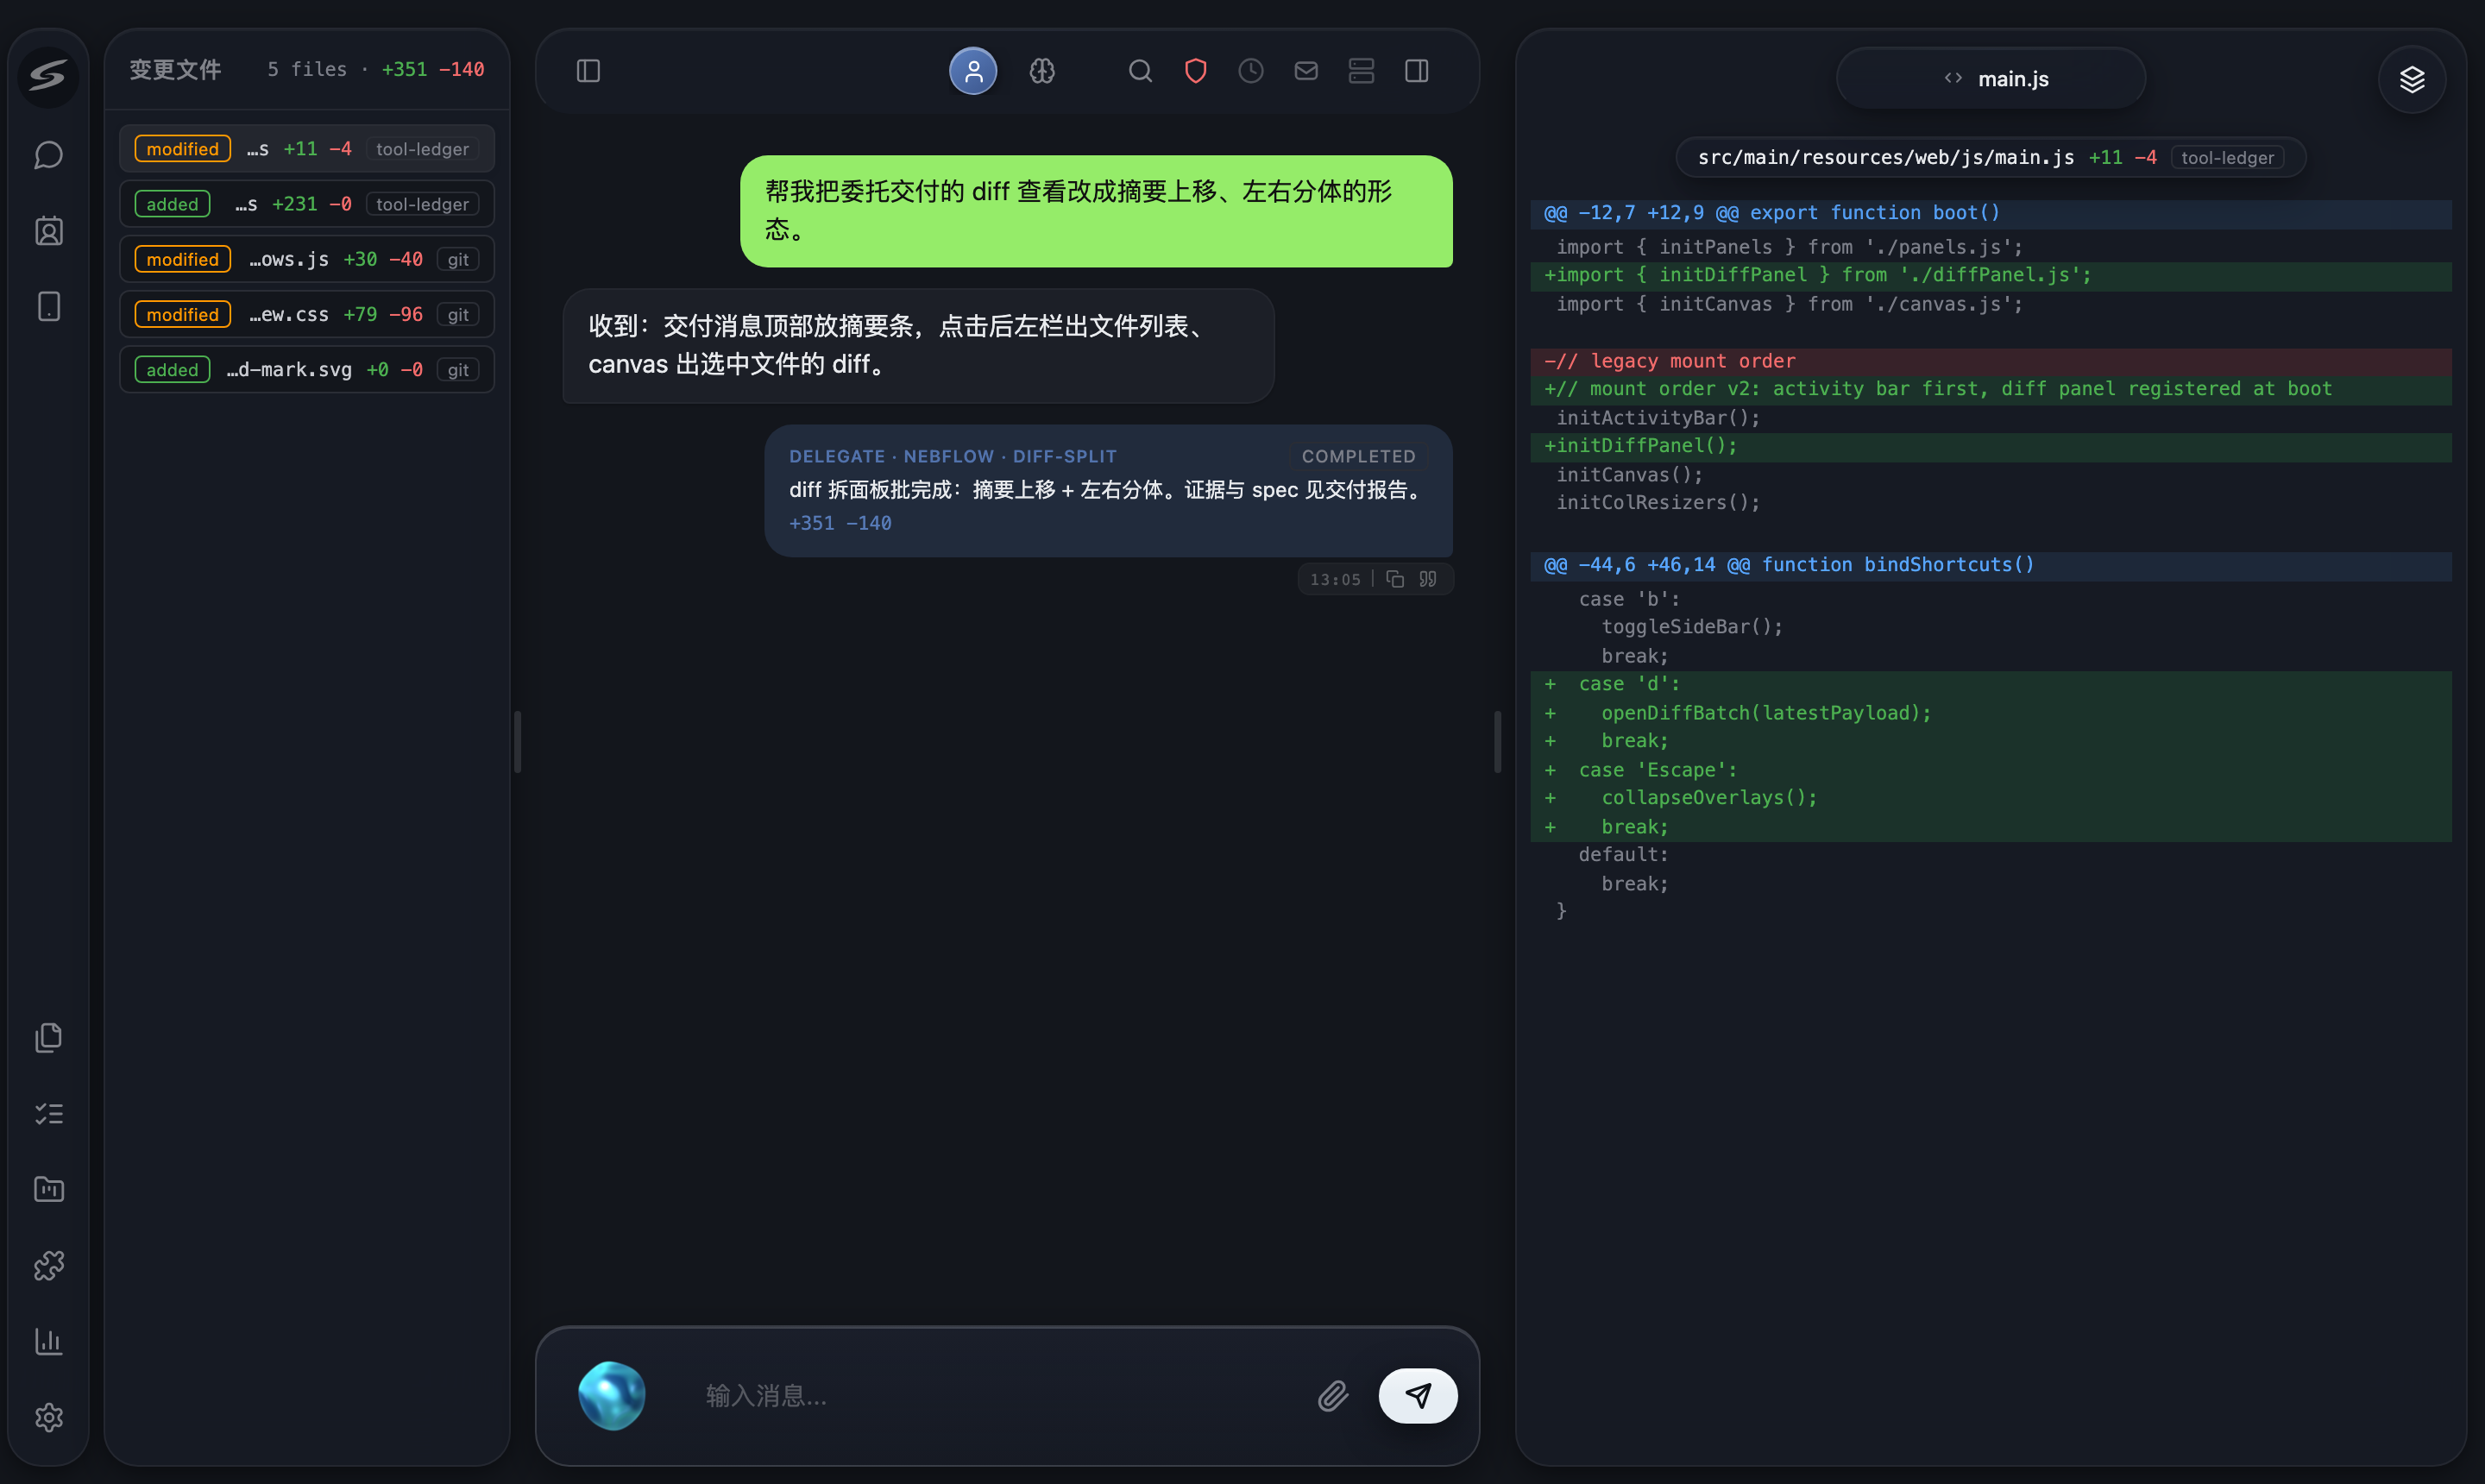 变更文件 5 files · +351 −140
modified …s +11 −4 tool-ledger
added …s +231 −0 tool-ledger
modified …ows.js +30 −40 git
modified …ew.css +79 −96 git
added …d-mark.svg +0 −0 git
帮我把委托交付的 diff 查看改成摘要上移、左右分体的形
态。
收到：交付消息顶部放摘要条，点击后左栏出文件列表、
canvas 出选中文件的 diff。
DELEGATE · NEBFLOW · DIFF-SPLIT COMPLETED
diff 拆面板批完成：摘要上移 + 左右分体。证据与 spec 见交付报告。
+351 −140
13:05
输入消息...
main.js
src/main/resources/web/js/main.js +11 −4 tool-ledger
@@ −12,7 +12,9 @@ export function boot()
import { initPanels } from './panels.js';
+import { initDiffPanel } from './diffPanel.js';
import { initCanvas } from './canvas.js';
−// legacy mount order
+// mount order v2: activity bar first, diff panel registered at boot
initActivityBar();
+initDiffPanel();
initCanvas();
initColResizers();
@@ −44,6 +46,14 @@ function bindShortcuts()
case 'b':
toggleSideBar();
break;
+ case 'd':
+ openDiffBatch(latestPayload);
+ break;
+ case 'Escape':
+ collapseOverlays();
+ break;
default:
break;
}